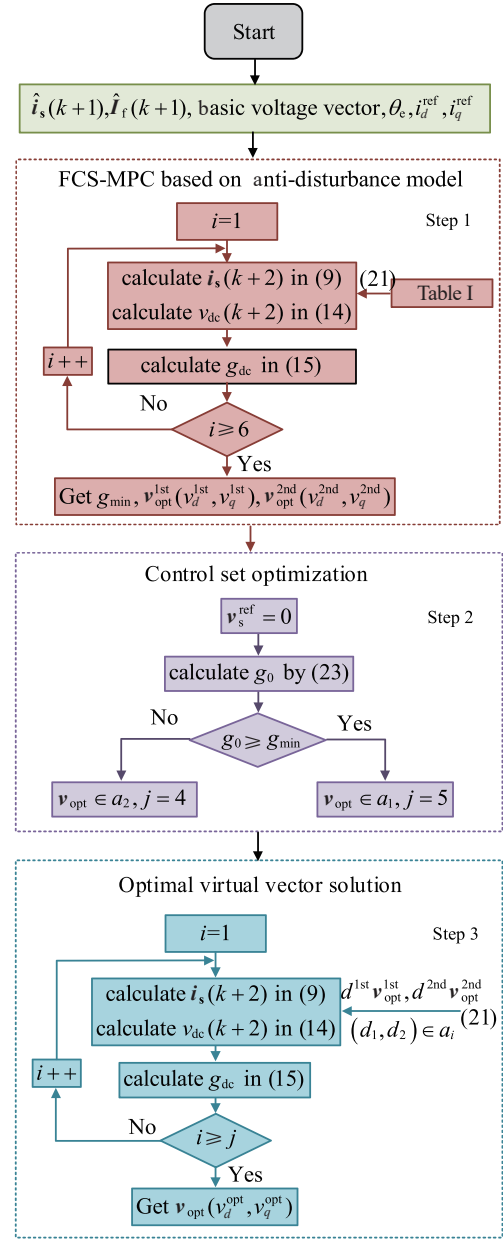 Start
î_s(k+1), Î_f(k+1), basic voltage vector, θ_e, i_d^ref, i_q^ref
FCS-MPC based on anti-disturbance model
Step 1
i=1
calculate i_s(k+2) in (9)
calculate v_dc(k+2) in (14)
(21)
Table I
i++
calculate g_dc in (15)
No
i⩾6
Yes
Get g_min, v_opt^1st(v_d^1st, v_q^1st), v_opt^2nd(v_d^2nd, v_q^2nd)
Control set optimization
Step 2
v_s^ref = 0
calculate g_0 by (23)
No
Yes
g_0⩾g_min
v_opt ∈ a_2, j = 4
v_opt ∈ a_1, j = 5
Optimal virtual vector solution
Step 3
i=1
calculate i_s(k+2) in (9)
calculate v_dc(k+2) in (14)
d^1st v_opt^1st, d^2nd v_opt^2nd
(21)
(d_1, d_2) ∈ a_i
i++
calculate g_dc in (15)
No
i⩾j
Yes
Get v_opt(v_d^opt, v_q^opt)